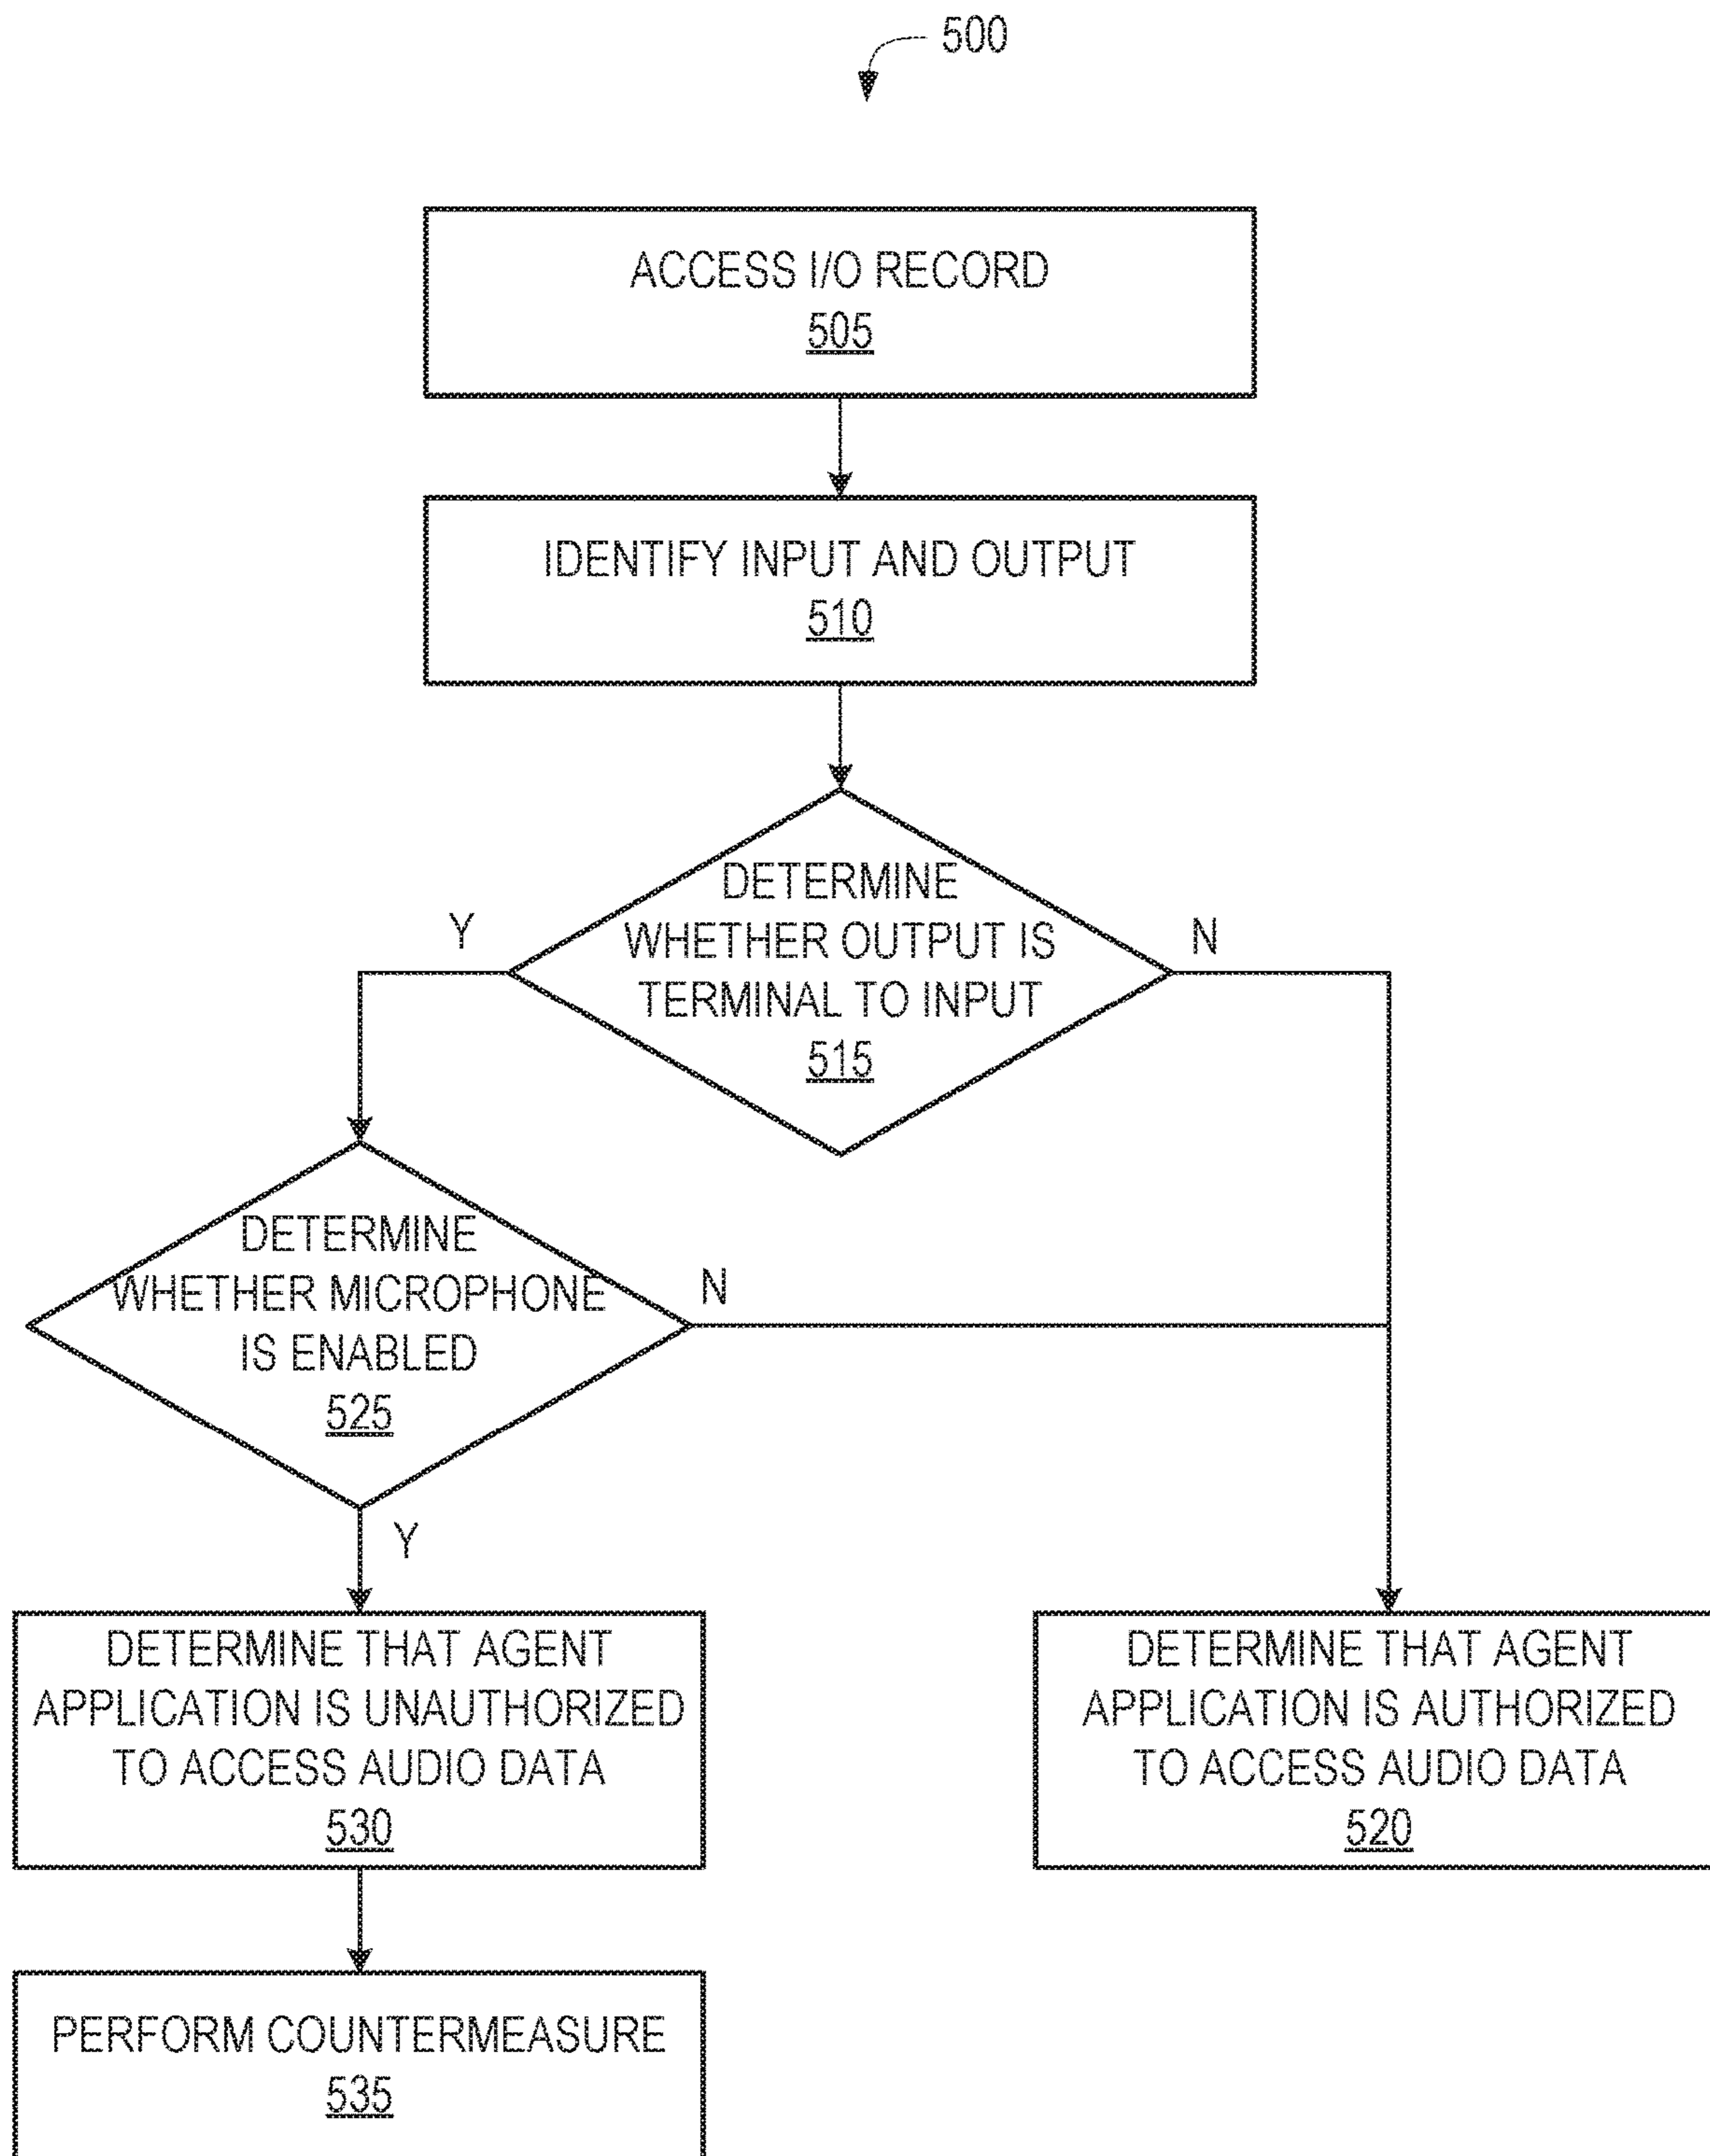 500
ACCESS I/O RECORD
505
IDENTIFY INPUT AND OUTPUT
510
DETERMINE
WHETHER OUTPUT IS
TERMINAL TO INPUT
515
Y
N
DETERMINE
WHETHER MICROPHONE
IS ENABLED
525
N
Y
DETERMINE THAT AGENT
APPLICATION IS UNAUTHORIZED
TO ACCESS AUDIO DATA
530
DETERMINE THAT AGENT
APPLICATION IS AUTHORIZED
TO ACCESS AUDIO DATA
520
PERFORM COUNTERMEASURE
535